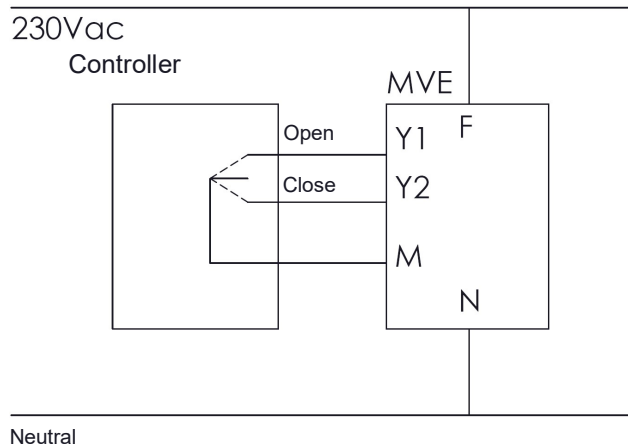 230Vac
Controller
MVE
Open
Y1
F
Close
Y2
M
N
Neutral